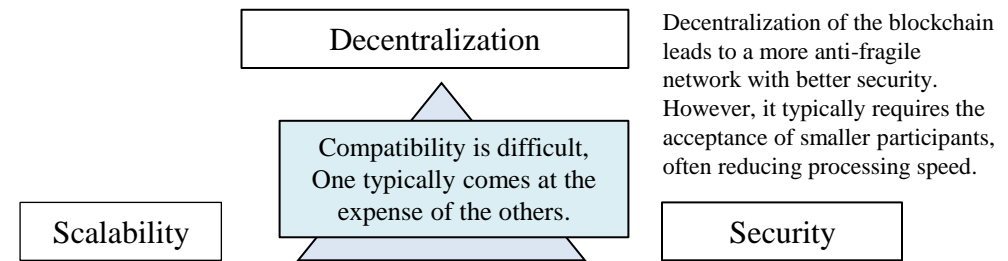 Decentralization
Decentralization of the blockchain
leads to a more anti-fragile
network with better security.
However, it typically requires the
acceptance of smaller participants,
often reducing processing speed.
Compatibility is difficult,
One typically comes at the
expense of the others.
Scalability
Security